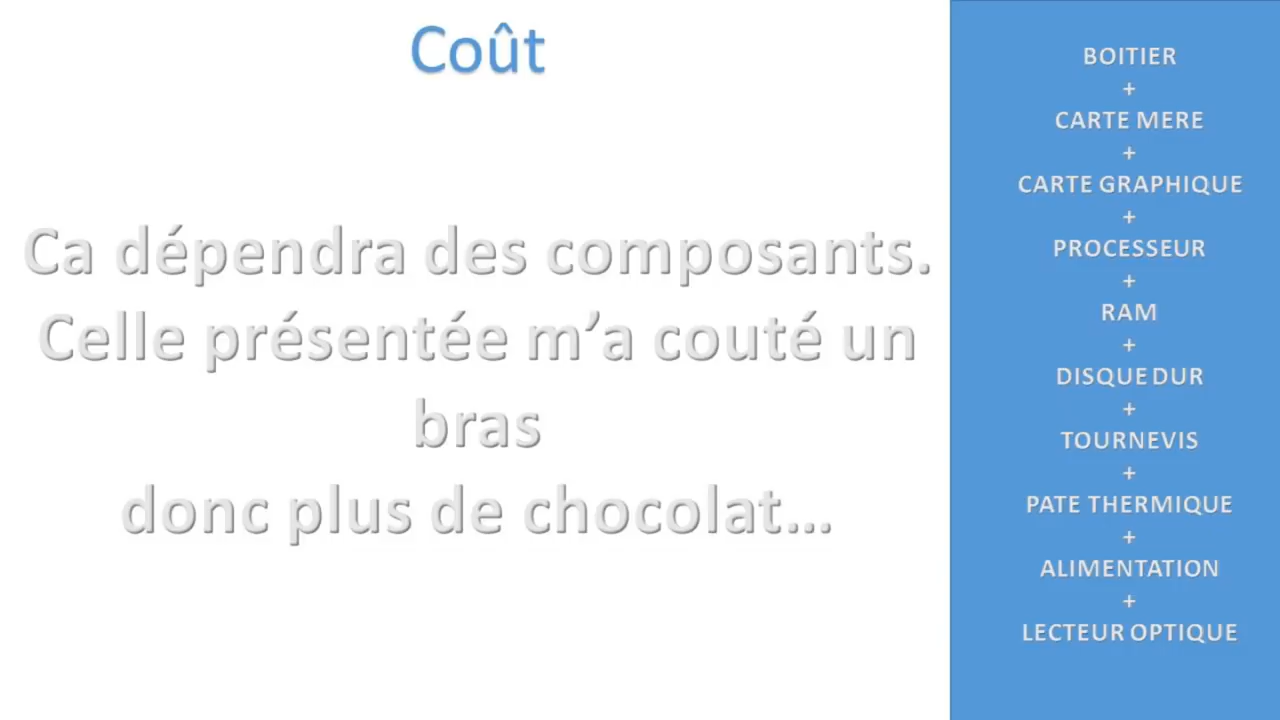 Coût
Ca dépendra des composants.
Celle présentée m’a couté un
bras
donc plus de chocolat...
BOITIER
+
CARTE MERE
+
CARTE GRAPHIQUE
+
PROCESSEUR
+
RAM
+
DISQUE DUR
+
TOURNEVIS
+
PATE THERMIQUE
+
ALIMENTATION
+
LECTEUR OPTIQUE